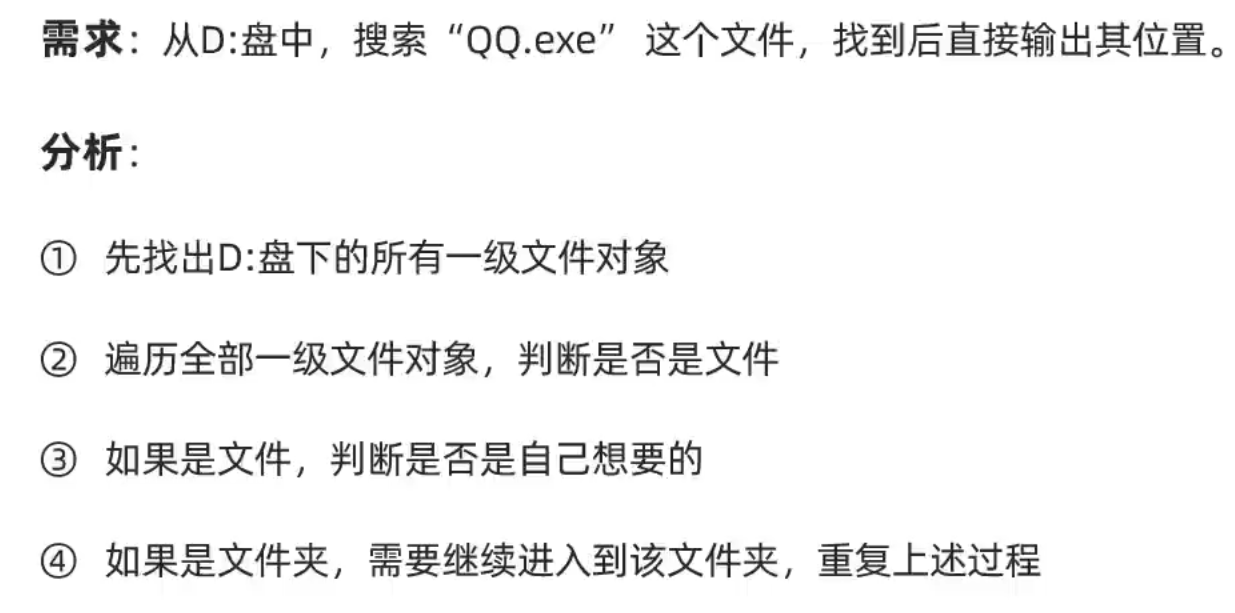 需求：从D:盘中，搜索“QQ.exe” 这个文件，找到后直接输出其位置。
分析：
① 先找出D:盘下的所有一级文件对象
② 遍历全部一级文件对象，判断是否是文件
③ 如果是文件，判断是否是自己想要的
④ 如果是文件夹，需要继续进入到该文件夹，重复上述过程